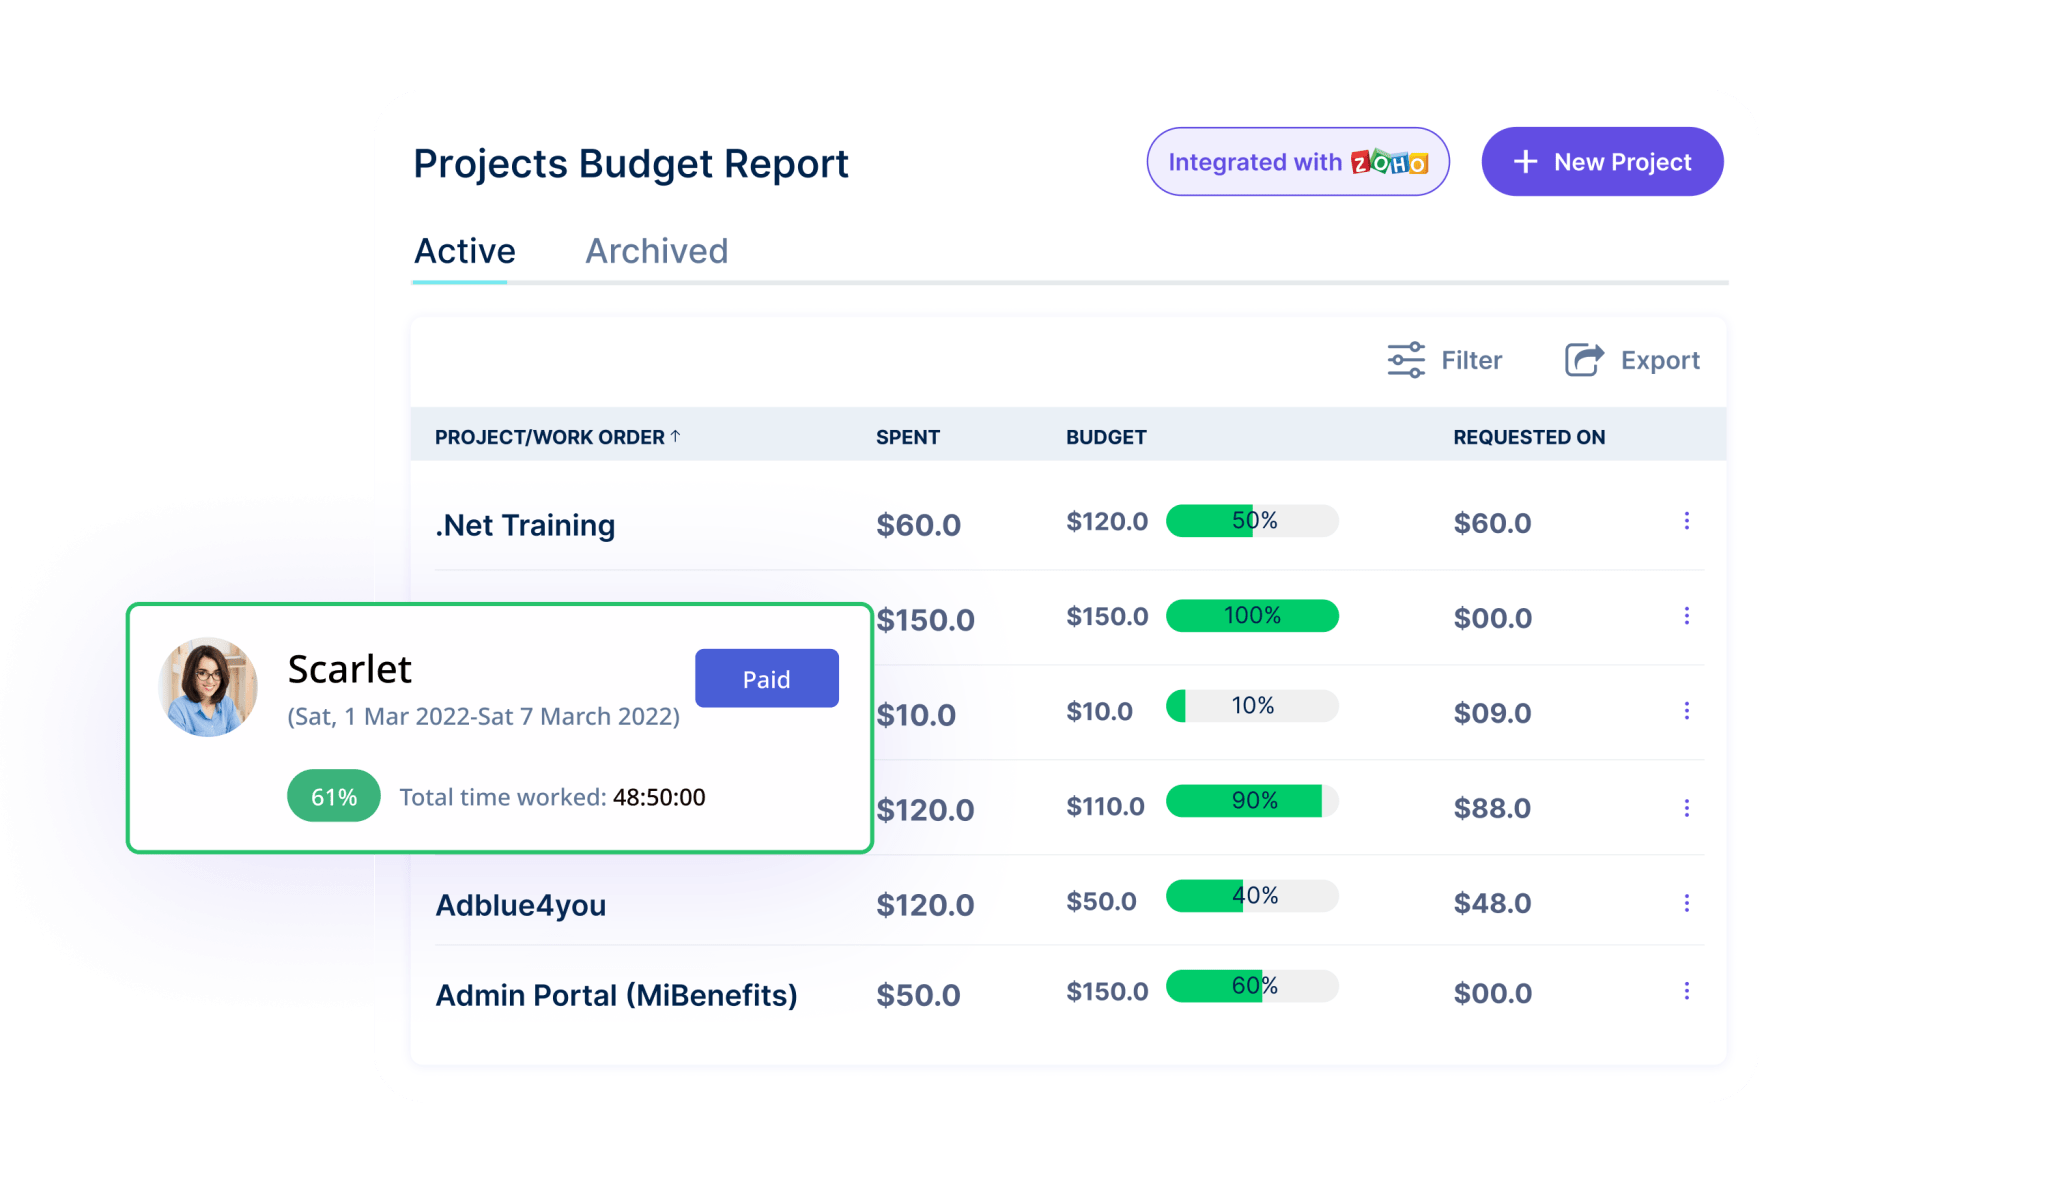 Projects Budget Report
Integrated with ZOHO
+ New Project
Active Archived
Filter Export
PROJECT/WORK ORDER ↑ SPENT BUDGET REQUESTED ON
.Net Training $60.0 $120.0 50% $60.0
$150.0 $150.0 100% $00.0
$10.0 $10.0 10% $09.0
$120.0 $110.0 90% $88.0
Scarlet
Paid
(Sat, 1 Mar 2022-Sat 7 March 2022)
61% Total time worked: 48:50:00
Adblue4you $120.0 $50.0 40% $48.0
Admin Portal (MiBenefits) $50.0 $150.0 60% $00.0